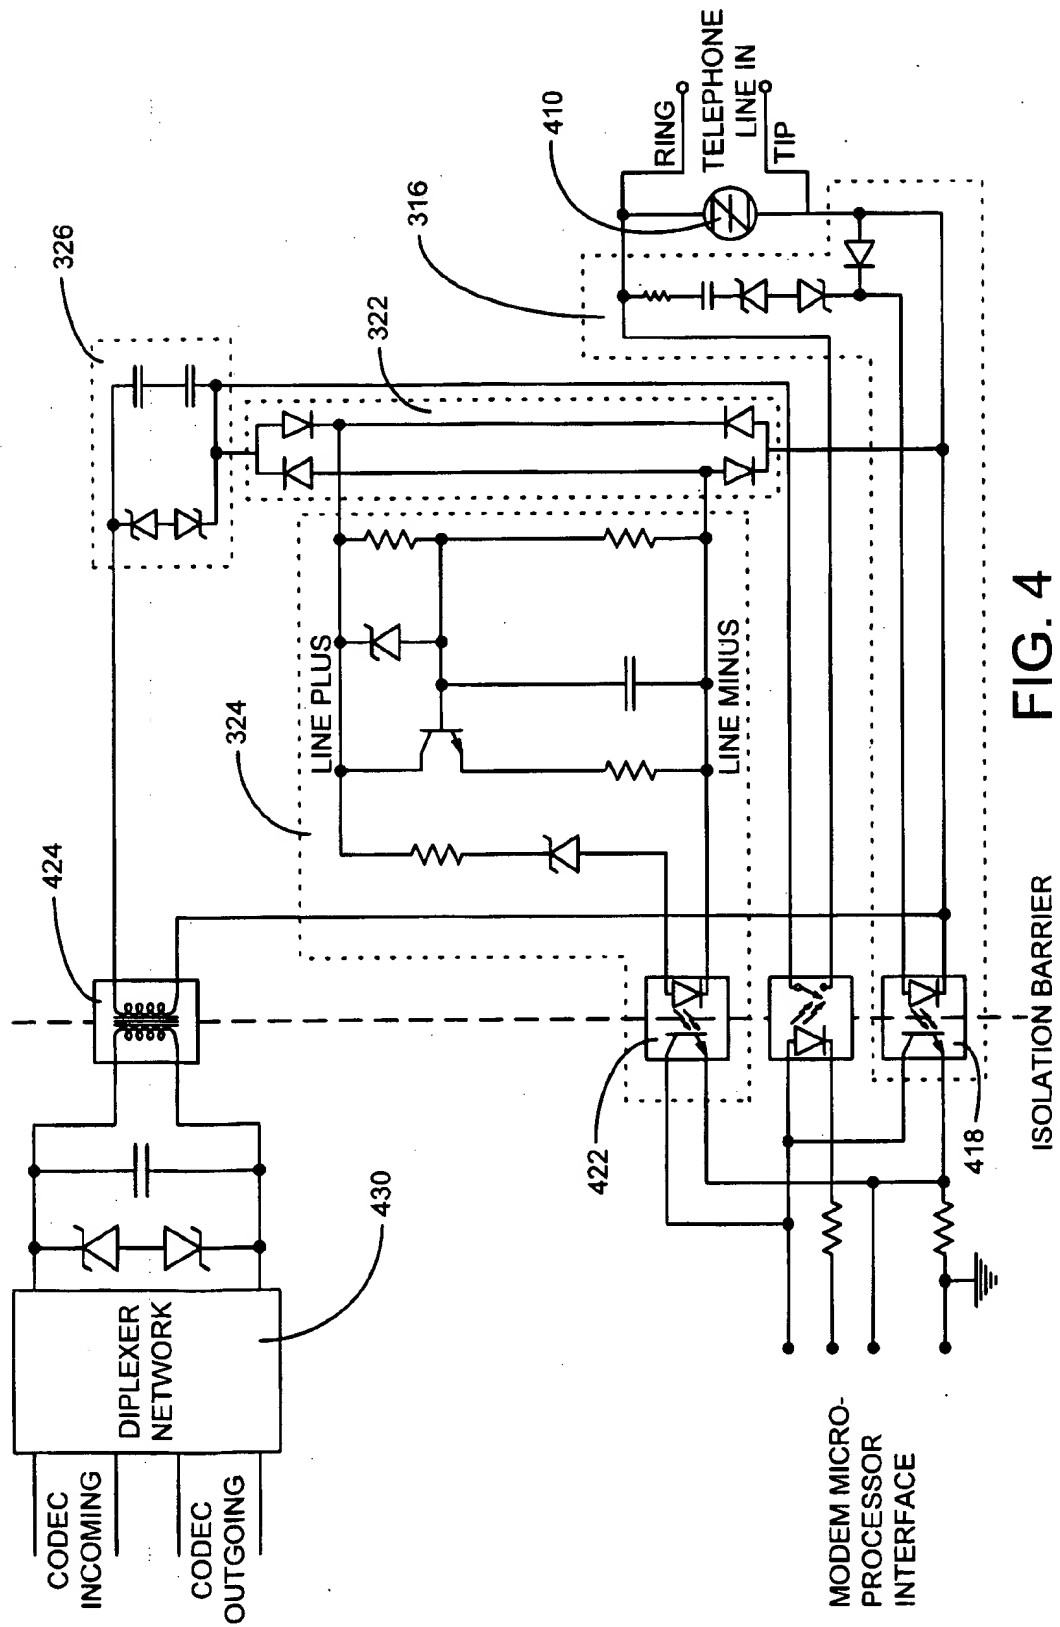 CODEC
INCOMING
CODEC
OUTGOING
DIPLEXER
NETWORK
430
424
326
324
322
316
410
LINE PLUS
LINE MINUS
RING
TELEPHONE
LINE IN
TIP
422
418
MODEM MICRO-
PROCESSOR
INTERFACE
ISOLATION BARRIER
FIG. 4